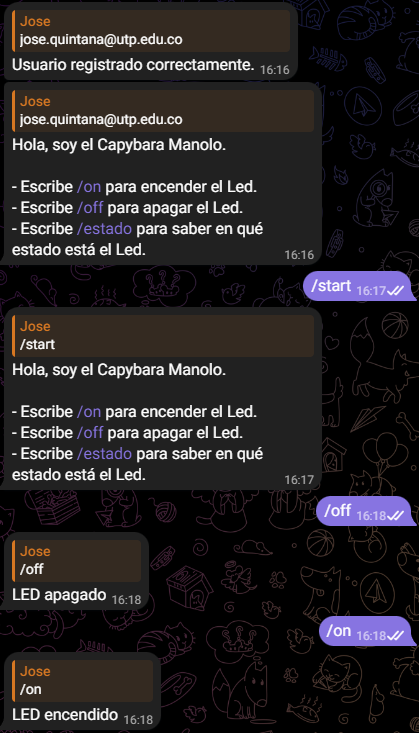 Jose
jose.quintana@utp.edu.co
Usuario registrado correctamente. 16:16
Jose
jose.quintana@utp.edu.co
Hola, soy el Capybara Manolo.
- Escribe /on para encender el Led.
- Escribe /off para apagar el Led.
- Escribe /estado para saber en qué
estado está el Led. 16:16
/start 16:17
Jose
/start
Hola, soy el Capybara Manolo.
- Escribe /on para encender el Led.
- Escribe /off para apagar el Led.
- Escribe /estado para saber en qué
estado está el Led. 16:17
/off 16:18
Jose
/off
LED apagado 16:18
/on 16:18
Jose
/on
LED encendido 16:18